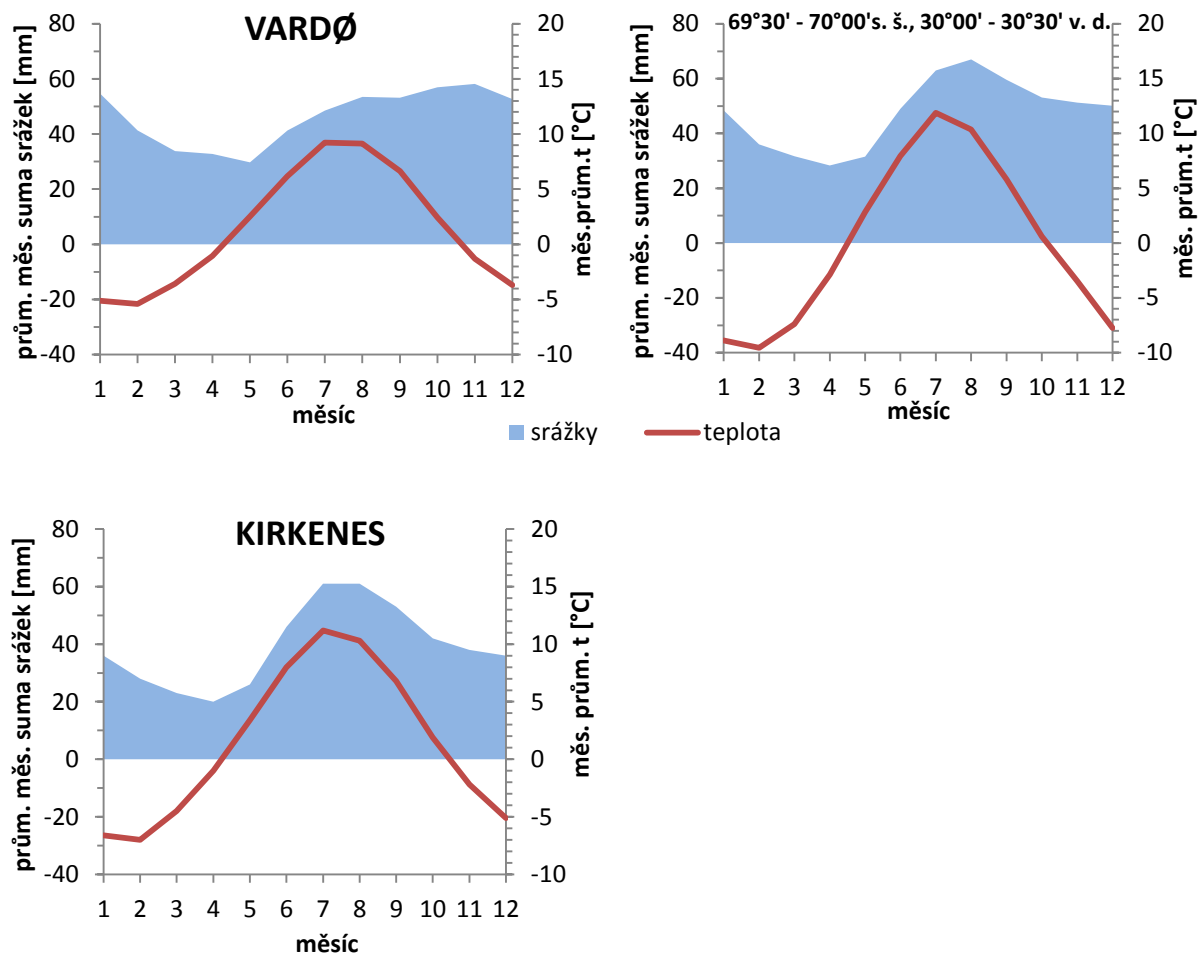 VARDØ
prům. měs. suma srážek [mm]
80
60
40
20
0
-20
-40
20
15
10
5
0
-5
-10
měs.prům.t [°C]
1 2 3 4 5 6 7 8 9 10 11 12
měsíc
69°30' - 70°00's. š., 30°00' - 30°30' v. d.
prům. měs. suma srážek [mm]
80
60
40
20
0
-20
-40
20
15
10
5
0
-5
-10
měs. prům.t [°C]
1 2 3 4 5 6 7 8 9 10 11 12
měsíc
srážky teplota
KIRKENES
prům. měs. suma srážek [mm]
80
60
40
20
0
-20
-40
20
15
10
5
0
-5
-10
měs. prům. t [°C]
1 2 3 4 5 6 7 8 9 10 11 12
měsíc